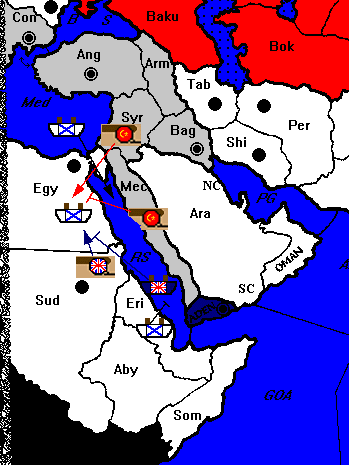 Con
B S
Baku
Ang
Arm
Bok
Med
Syr
Tab
Bag
Per
Shi
Egy
Mec
NC
PG
Ara
RS
OMAN
Sud
SC
Eri
ADEN
Aby
GOA
Som